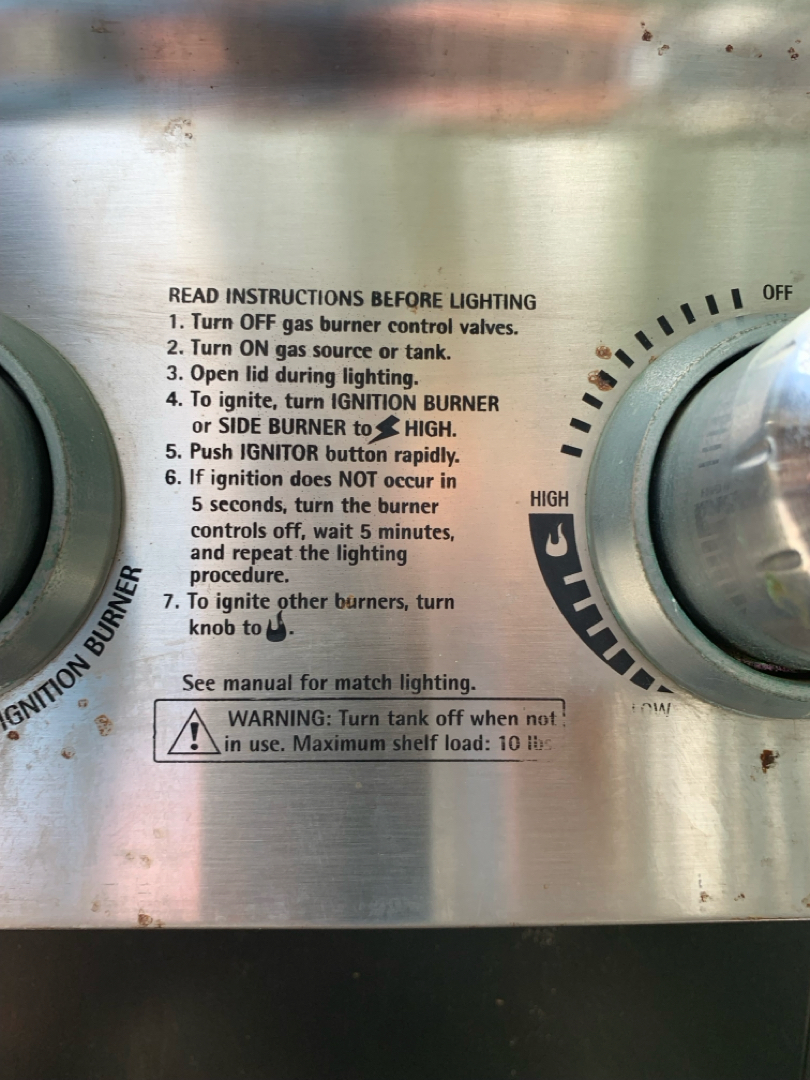 READ INSTRUCTIONS BEFORE LIGHTING
1. Turn OFF gas burner control valves.
2. Turn ON gas source or tank.
3. Open lid during lighting.
4. To ignite, turn IGNITION BURNER
or SIDE BURNER to HIGH.
5. Push IGNITOR button rapidly.
6. If ignition does NOT occur in
5 seconds, turn the burner
controls off, wait 5 minutes,
and repeat the lighting
procedure.
7. To ignite other burners, turn
knob to .
See manual for match lighting.
WARNING: Turn tank off when not
in use. Maximum shelf load: 10 lbs
IGNITION BURNER
OFF
HIGH
LOW